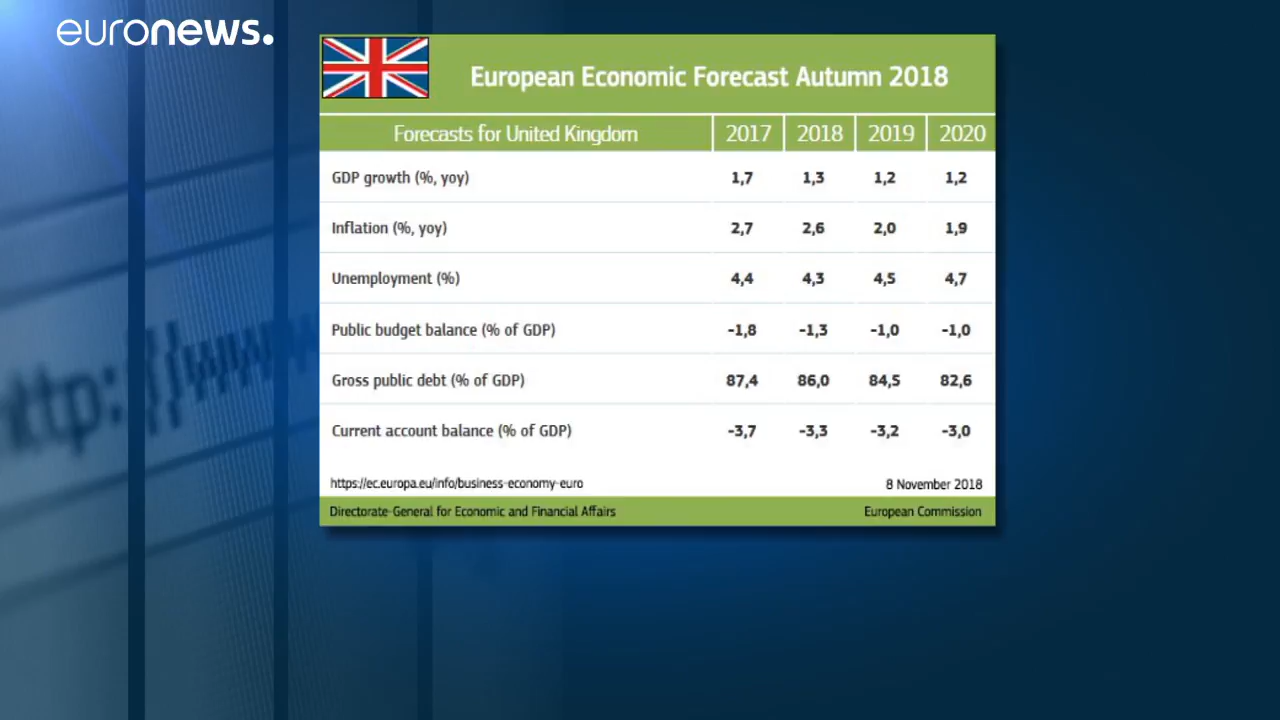 euronews.
European Economic Forecast Autumn 2018
Forecasts for United Kingdom 2017 2018 2019 2020
GDP growth (%, yoy) 1,7 1,3 1,2 1,2
Inflation (%, yoy) 2,7 2,6 2,0 1,9
Unemployment (%) 4,4 4,3 4,5 4,7
Public budget balance (% of GDP) -1,8 -1,3 -1,0 -1,0
Gross public debt (% of GDP) 87,4 86,0 84,5 82,6
Current account balance (% of GDP) -3,7 -3,3 -3,2 -3,0
https://ec.europa.eu/info/business-economy-euro 8 November 2018
Directorate-General for Economic and Financial Affairs European Commission
http://www